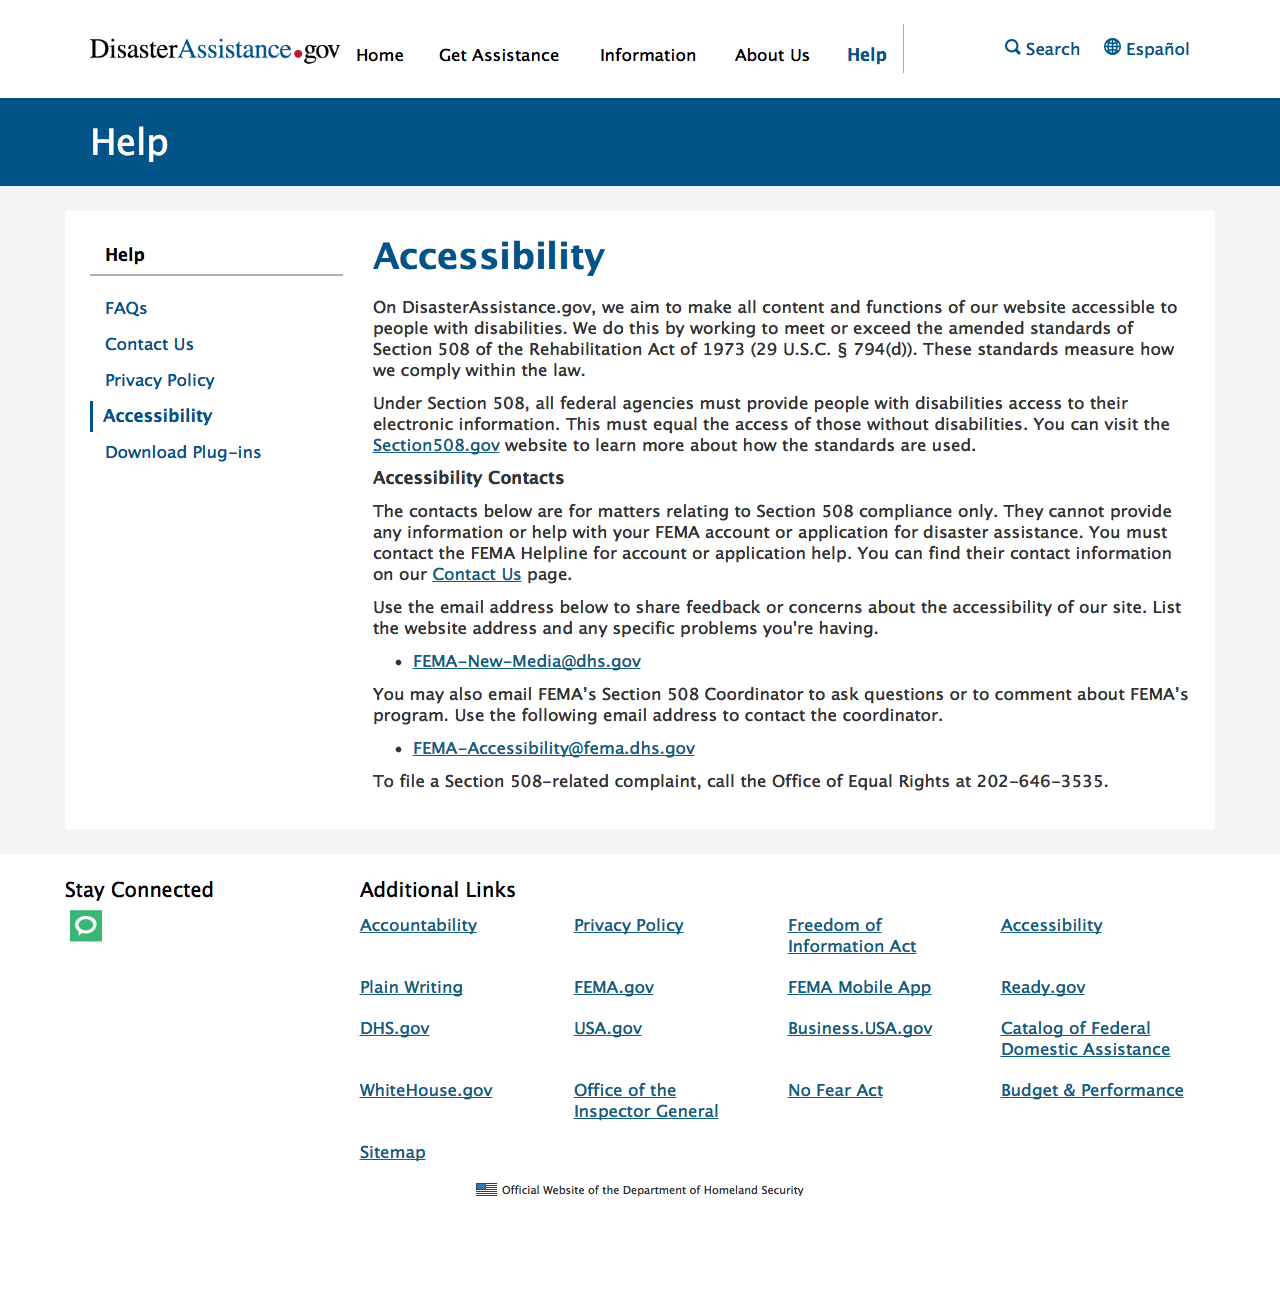 DisasterAssistance.gov
Home
Get Assistance
Information
About Us
Help
Search
Español
Help
Help
FAQs
Contact Us
Privacy Policy
Accessibility
Download Plug-ins
Accessibility
On DisasterAssistance.gov, we aim to make all content and functions of our website accessible to
people with disabilities. We do this by working to meet or exceed the amended standards of
Section 508 of the Rehabilitation Act of 1973 (29 U.S.C. § 794(d)). These standards measure how
we comply within the law.
Under Section 508, all federal agencies must provide people with disabilities access to their
electronic information. This must equal the access of those without disabilities. You can visit the
Section508.gov website to learn more about how the standards are used.
Accessibility Contacts
The contacts below are for matters relating to Section 508 compliance only. They cannot provide
any information or help with your FEMA account or application for disaster assistance. You must
contact the FEMA Helpline for account or application help. You can find their contact information
on our Contact Us page.
Use the email address below to share feedback or concerns about the accessibility of our site. List
the website address and any specific problems you're having.
• FEMA-New-Media@dhs.gov
You may also email FEMA’s Section 508 Coordinator to ask questions or to comment about FEMA’s
program. Use the following email address to contact the coordinator.
• FEMA-Accessibility@fema.dhs.gov
To file a Section 508-related complaint, call the Office of Equal Rights at 202-646-3535.
Stay Connected
Additional Links
Accountability
Privacy Policy
Freedom of
Information Act
Accessibility
Plain Writing
FEMA.gov
FEMA Mobile App
Ready.gov
DHS.gov
USA.gov
Business.USA.gov
Catalog of Federal
Domestic Assistance
WhiteHouse.gov
Office of the
Inspector General
No Fear Act
Budget & Performance
Sitemap
Official Website of the Department of Homeland Security